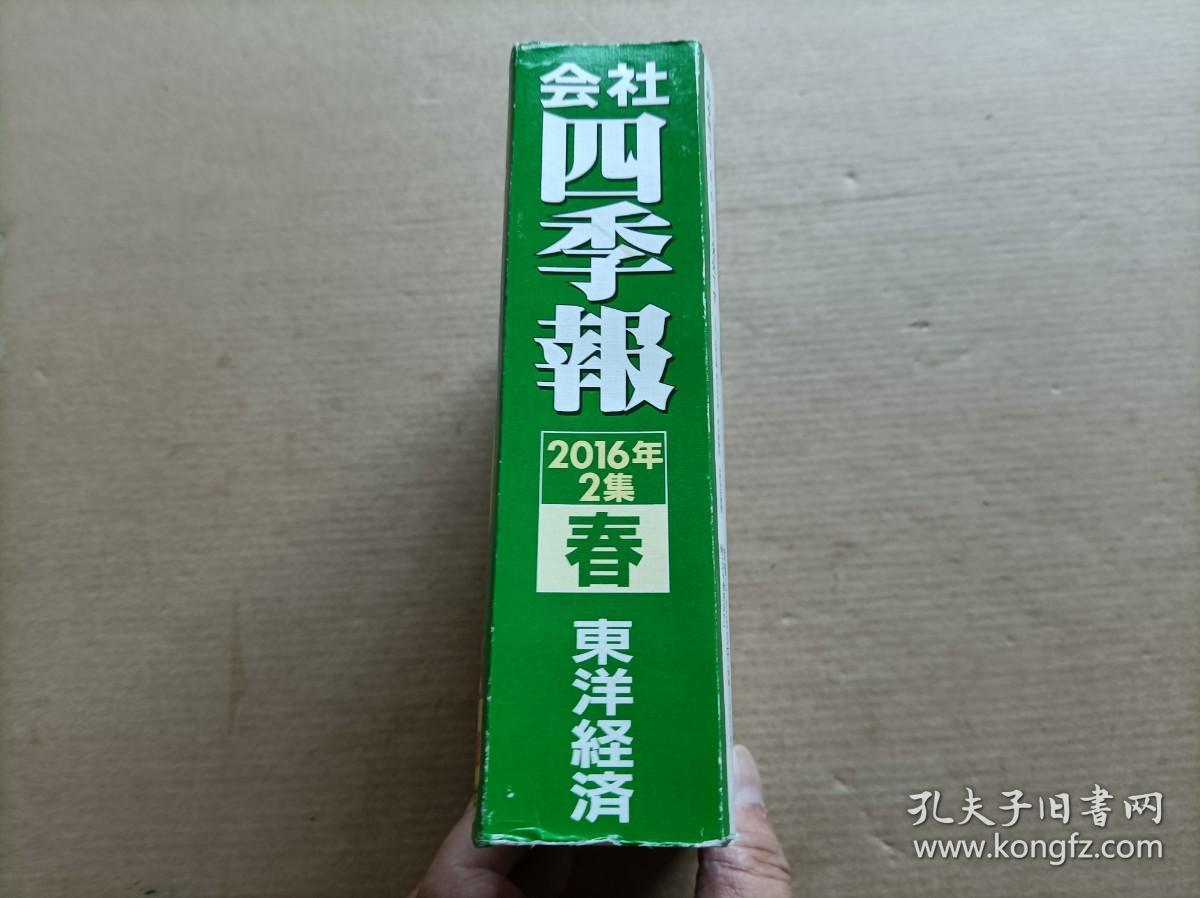 会社
四季報
2016年
2集
春
東洋経済
孔夫子旧书网
www.kongfz.com